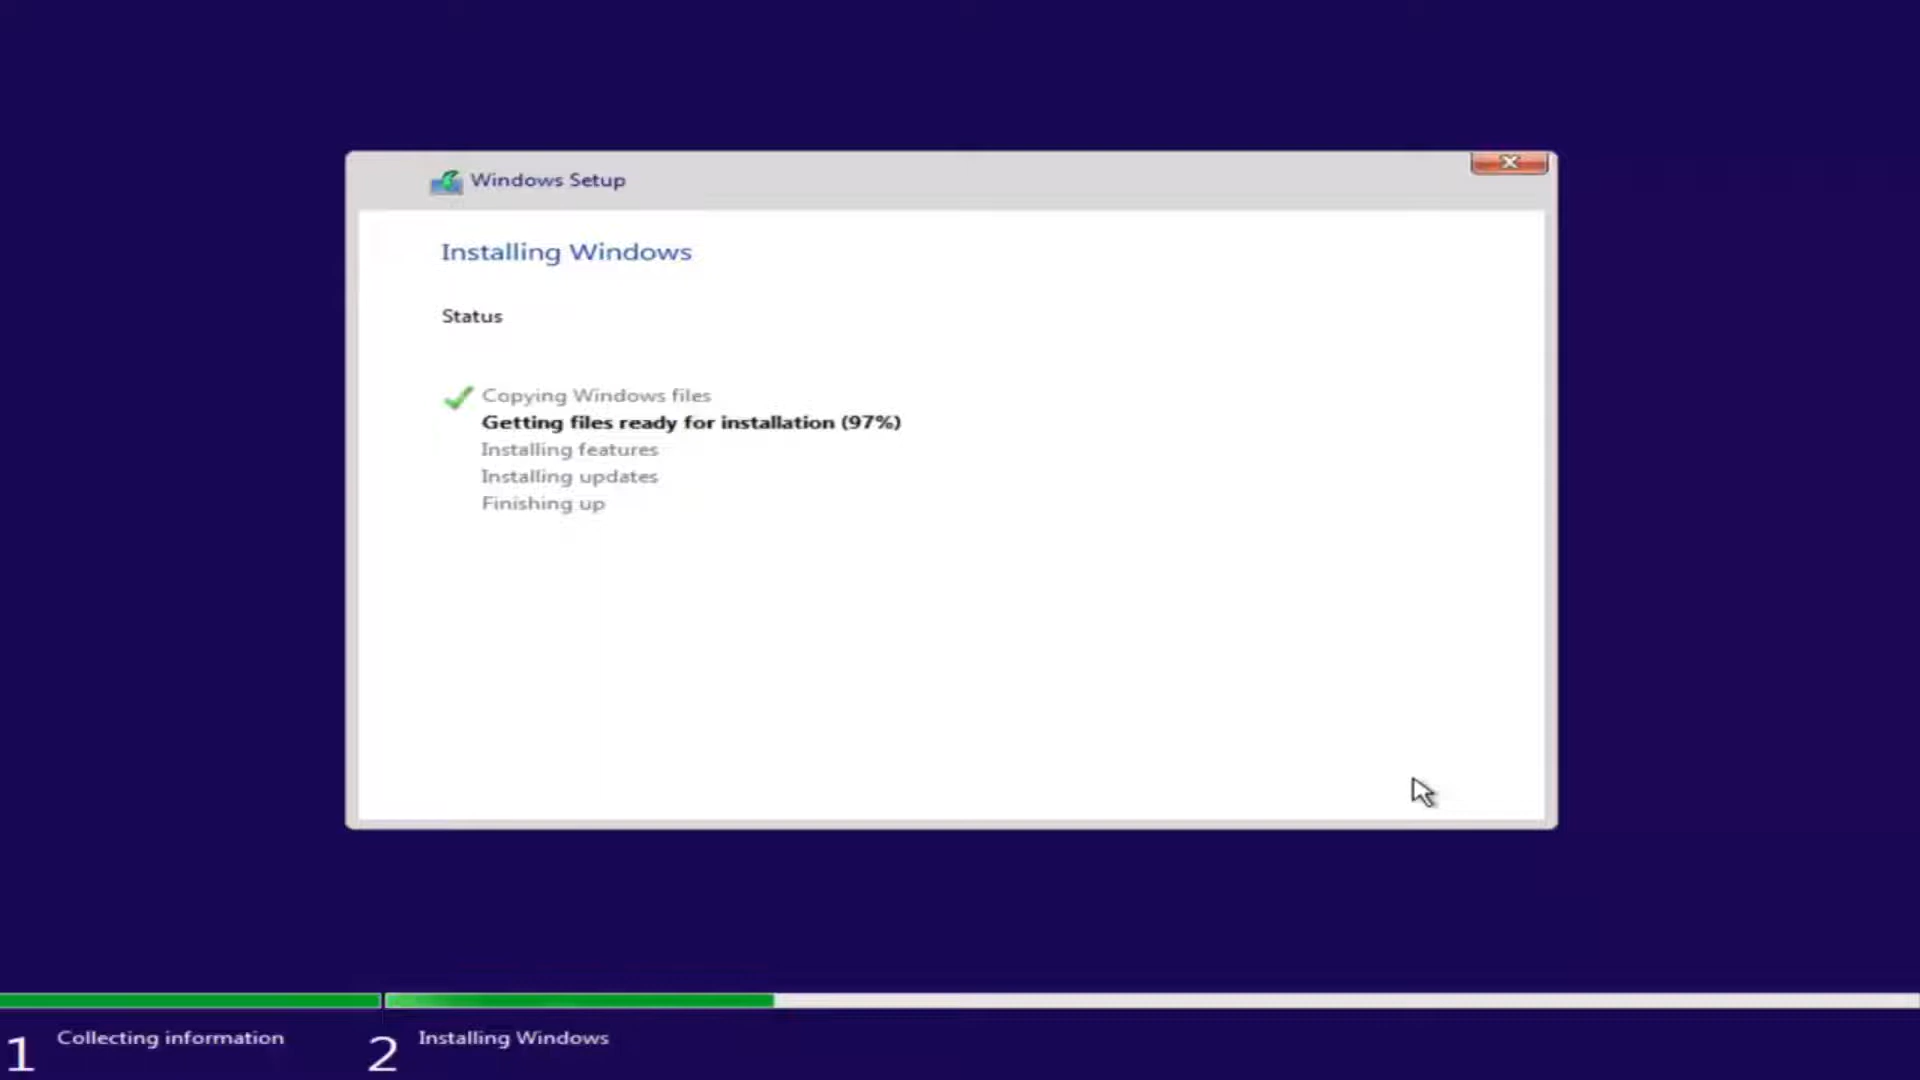 Windows Setup
Installing Windows
Status
Copying Windows files
Getting files ready for installation (97%)
Installing features
Installing updates
Finishing up
1 Collecting information
2 Installing Windows